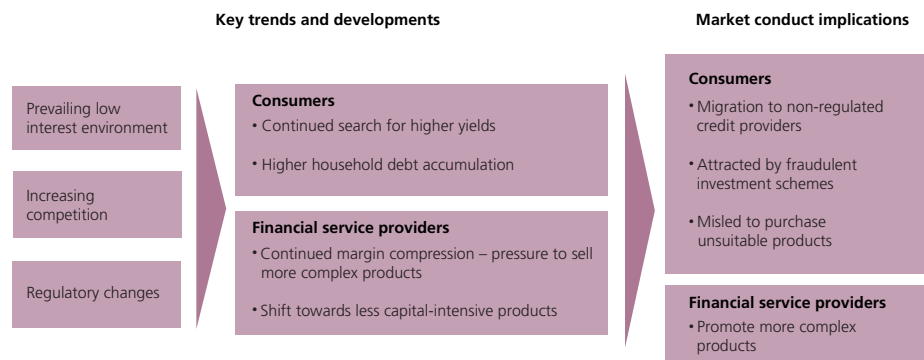 Key trends and developments
Market conduct implications
Prevailing low
interest environment
Increasing
competition
Regulatory changes
Consumers
• Continued search for higher yields
• Higher household debt accumulation
Financial service providers
• Continued margin compression – pressure to sell
more complex products
• Shift towards less capital-intensive products
Consumers
• Migration to non-regulated
credit providers
• Attracted by fraudulent
investment schemes
• Misled to purchase
unsuitable products
Financial service providers
• Promote more complex
products